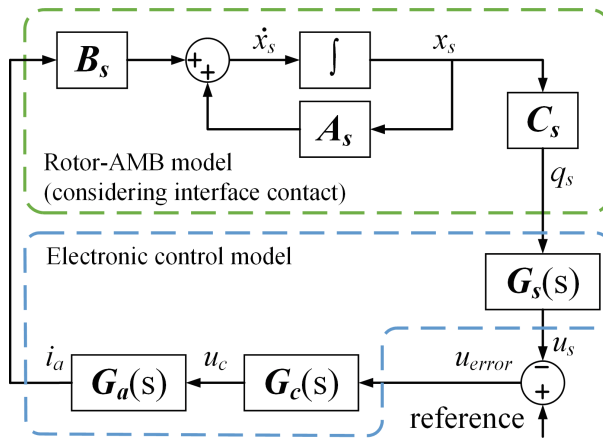 B_s
+
+
ẋ_s
∫
x_s
A_s
C_s
Rotor-AMB model
(considering interface contact)
q_s
Electronic control model
G_s(s)
i_a
G_a(s)
u_c
G_c(s)
u_error
u_s
−
+
reference